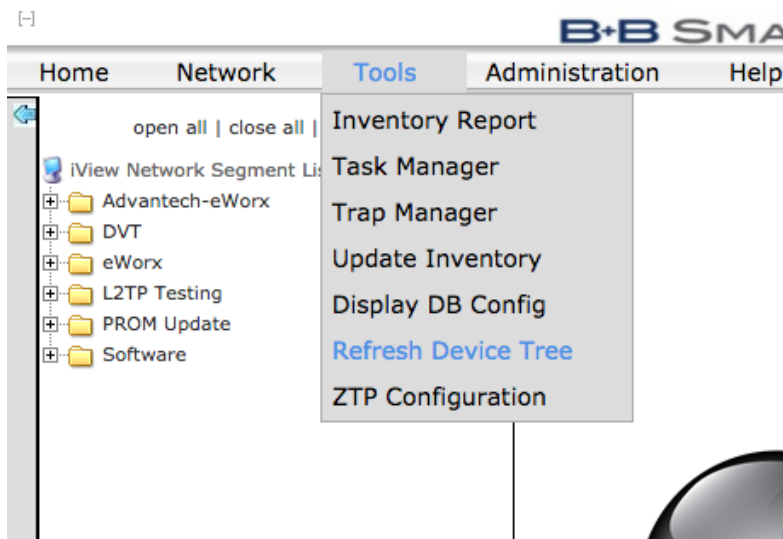 [-]
B+B SMA
Home Network Tools Administration Help
open all | close all |
iView Network Segment Lis
Advantech-eWorx
DVT
eWorx
L2TP Testing
PROM Update
Software
Inventory Report
Task Manager
Trap Manager
Update Inventory
Display DB Config
Refresh Device Tree
ZTP Configuration